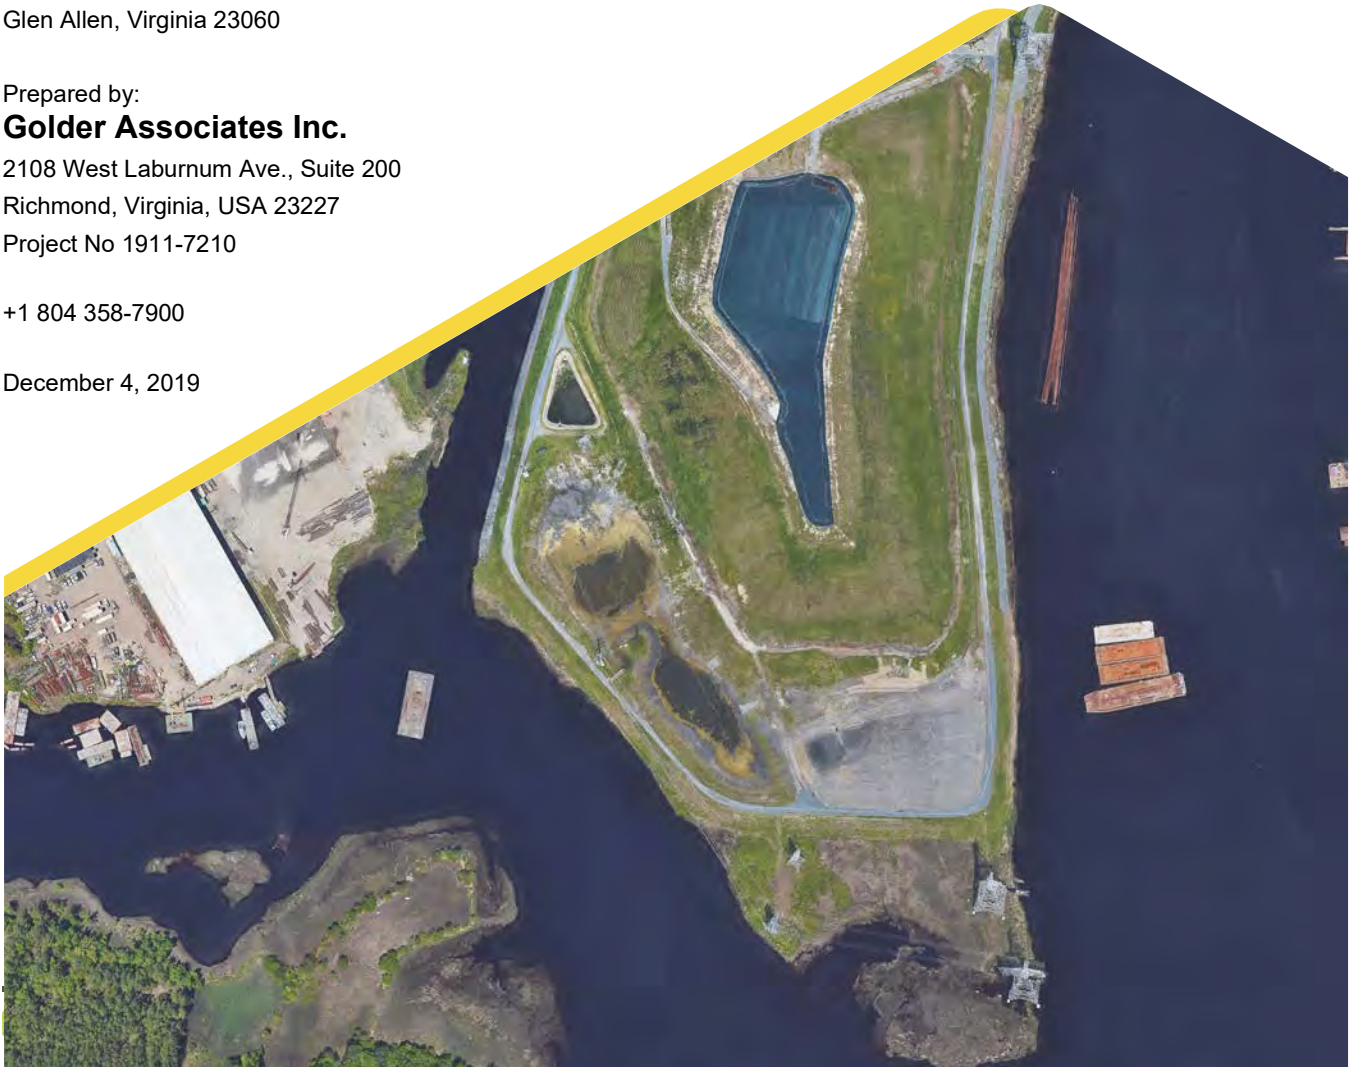 Glen Allen, Virginia 23060
Prepared by:
Golder Associates Inc.
2108 West Laburnum Ave., Suite 200
Richmond, Virginia, USA 23227
Project No 1911-7210
+1 804 358-7900
December 4, 2019